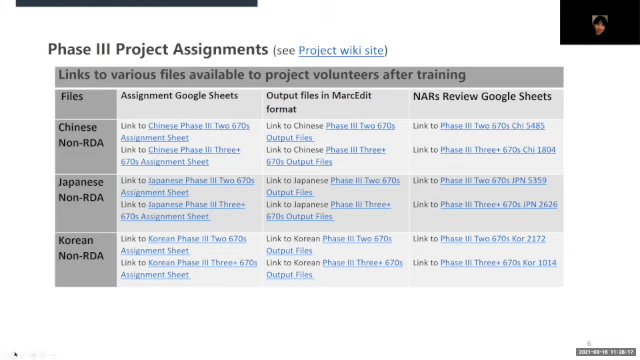 Phase III Project Assignments (see Project wiki site)
Links to various files available to project volunteers after training
Files
Assignment Google Sheets
Output files in MarcEdit
format
NARs Review Google Sheets
Chinese
Non-RDA
Link to Chinese Phase III Two 670s
Assignment Sheet
Link to Chinese Phase III Three+
670s Assignment Sheet
Link to Chinese Phase III Two 670s
Output Files
Link to Chinese Phase III Three+
670s Output Files
Link to Phase III Two 670s Chi 5485
Link to Phase III Three+ 670s Chi 1804
Japanese
Non-RDA
Link to Japanese Phase III Two 670s
Assignment Sheet
Link to Japanese Phase III Three+
670s Assignment Sheet
Link to Japanese Phase III Two 670s
Output Files
Link to Japanese Phase III Three+
670s Output Files
Link to Phase III Two 670s JPN 5359
Link to Phase III Three+ 670s JPN 2626
Korean
Non-RDA
Link to Korean Phase III Two 670s
Assignment Sheet
Link to Korean Phase III Three+ 670s
Assignment Sheet
Link to Korean Phase III Two 670s
Output Files
Link to Korean Phase III Three+
670s Output Files
Link to Phase III Two 670s Kor 2172
Link to Phase III Three+ 670s Kor 1014
6
2021-03-16 11:28:17